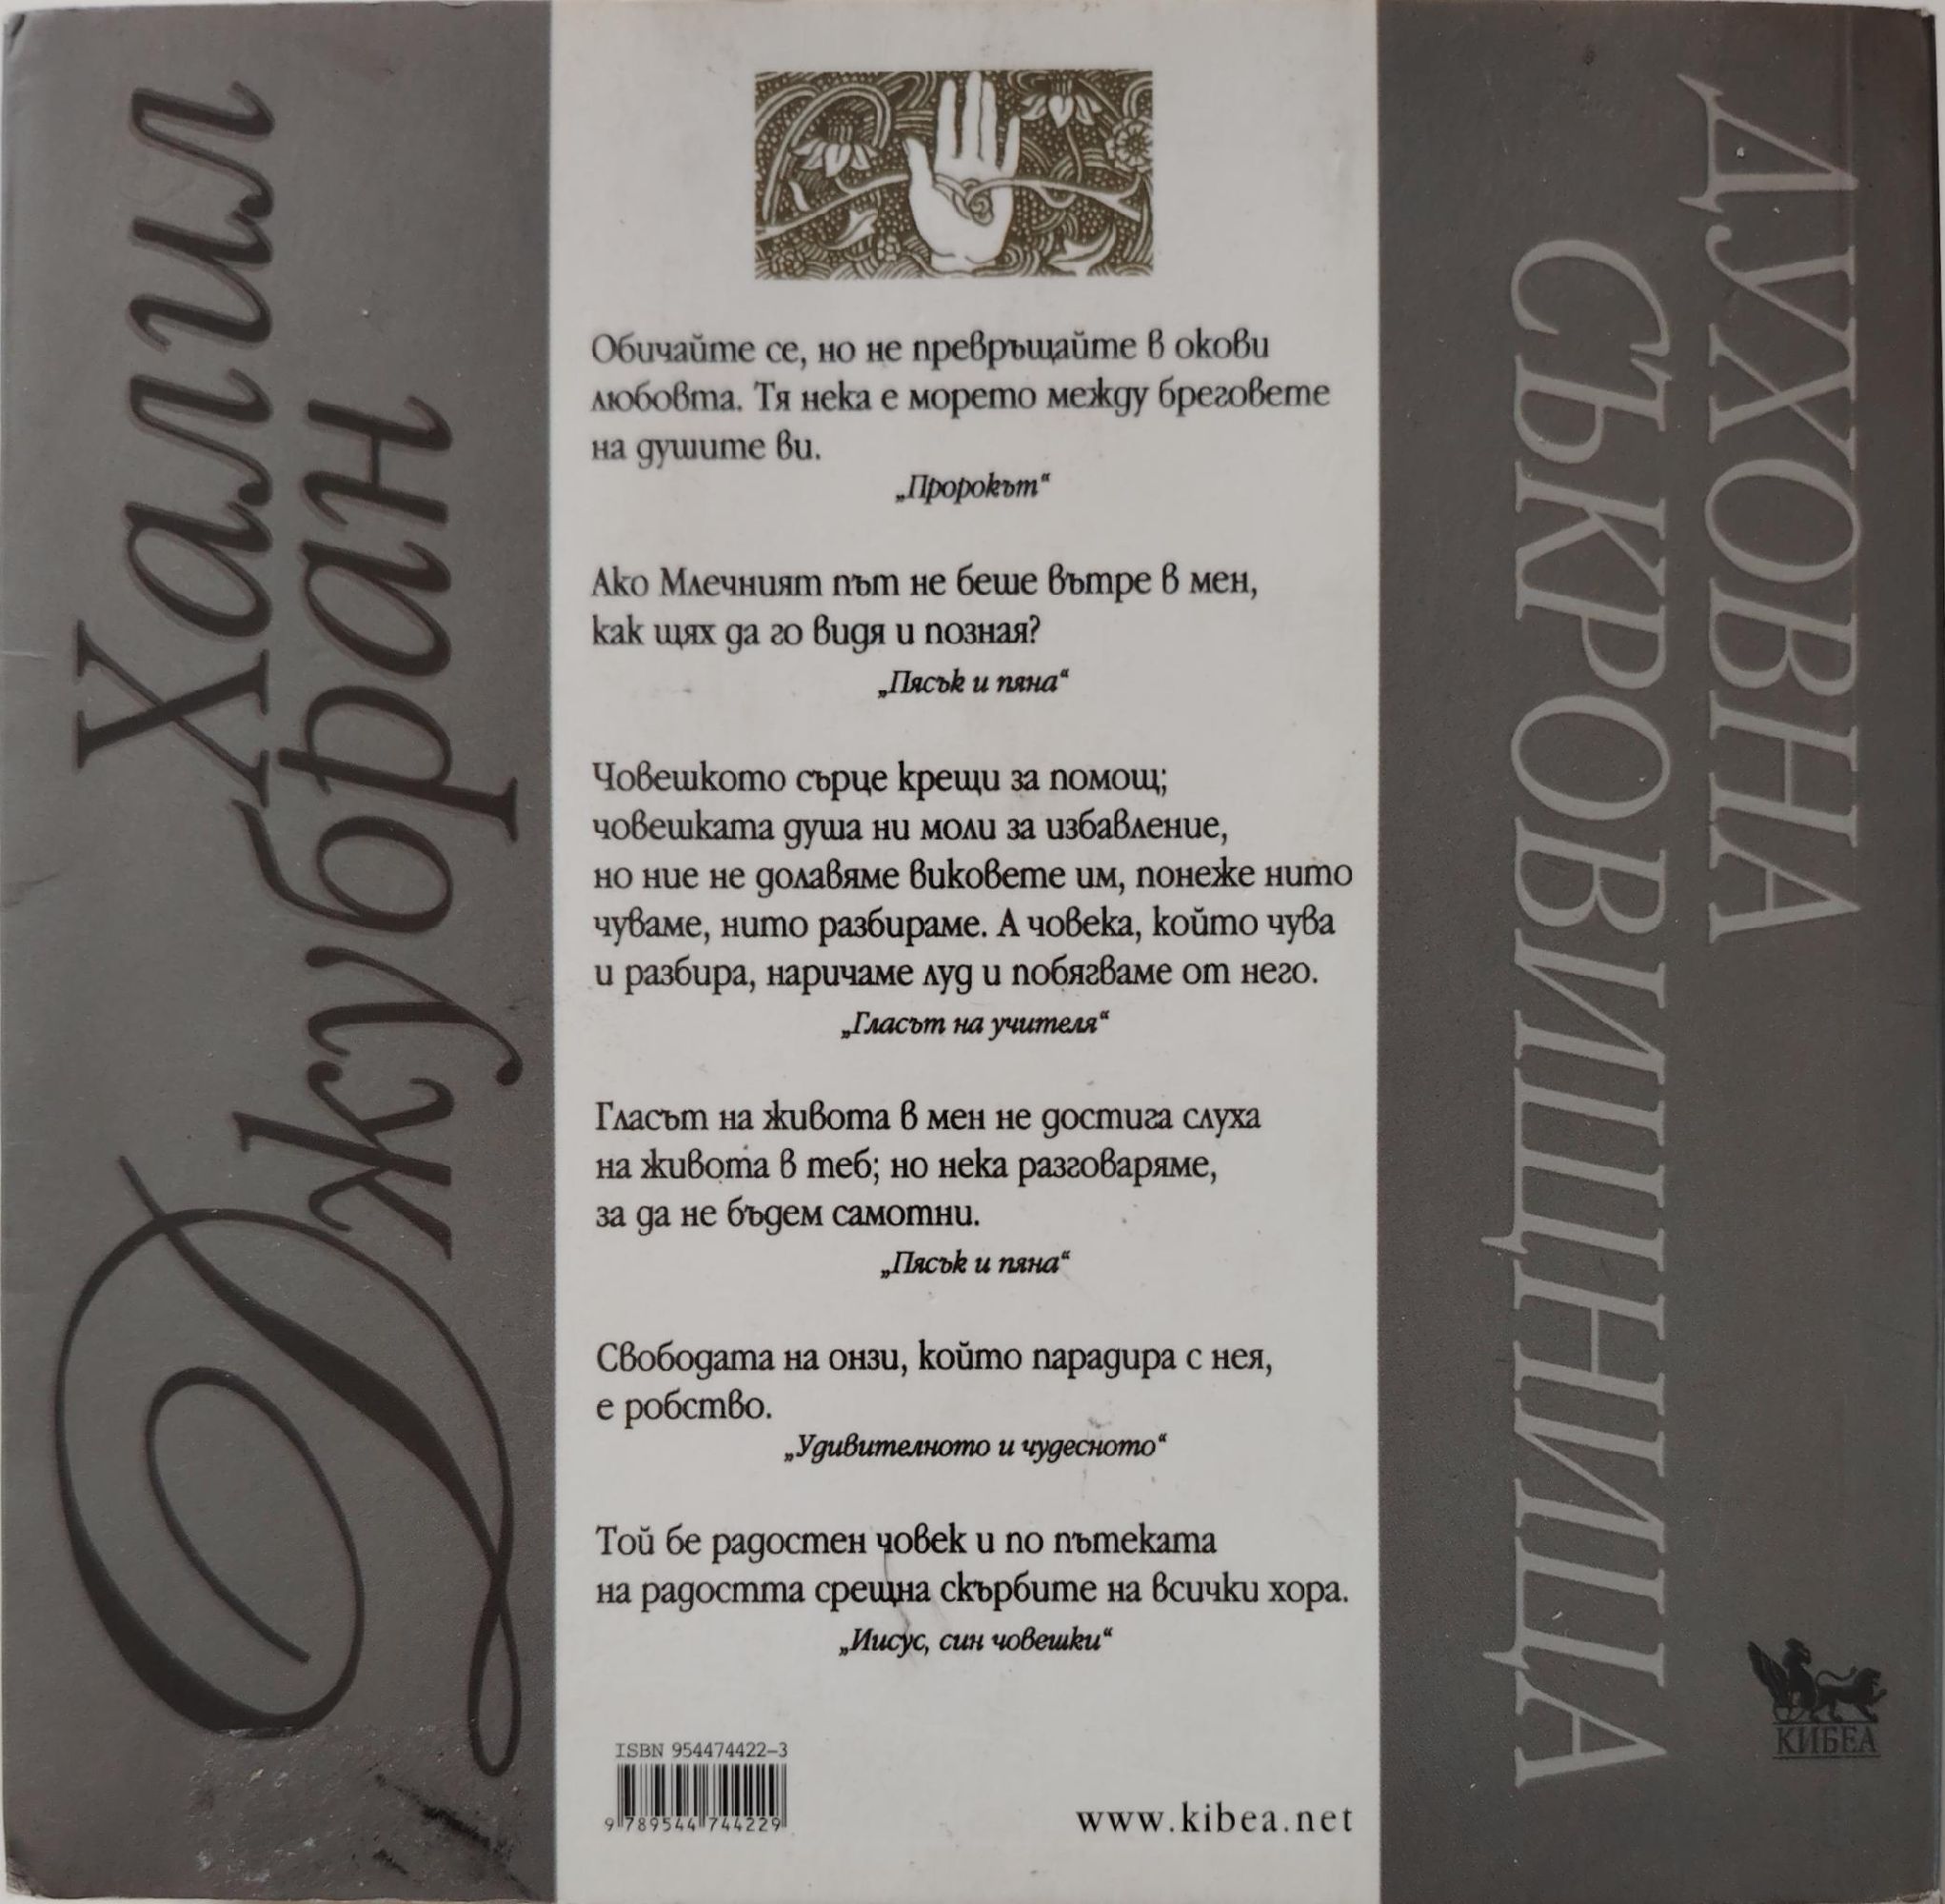 Халил
Джубран
Обичайте се, но не превръщайте в окови
любовта. Тя нека е морето между бреговете
на душите ви.
„Пророкът“
Ако Млечният път не беше вътре в мен,
как щях да го видя и позная?
„Пясък и пяна“
Човешкото сърце крещи за помощ;
човешката душа ни моли за избавление,
но ние не долавяме виковете им, понеже нито
чуваме, нито разбираме. А човека, който чува
и разбира, наричаме луд и побягваме от него.
„Гласът на учителя“
Гласът на живота в мен не достига слуха
на живота в теб; но нека разговаряме,
за да не бъдем самотни.
„Пясък и пяна“
Свободата на онзи, който парадира с нея,
е робство.
„Удивителното и чудесното“
Той бе радостен човек и по пътеката
на радостта срещна скърбите на всички хора.
„Иисус, син човешки“
ISBN 954474422-3
9 789544 744229
www.kibea.net
ДУХОВНА
СЪКРОВИЩНИЦА
КИБЕА